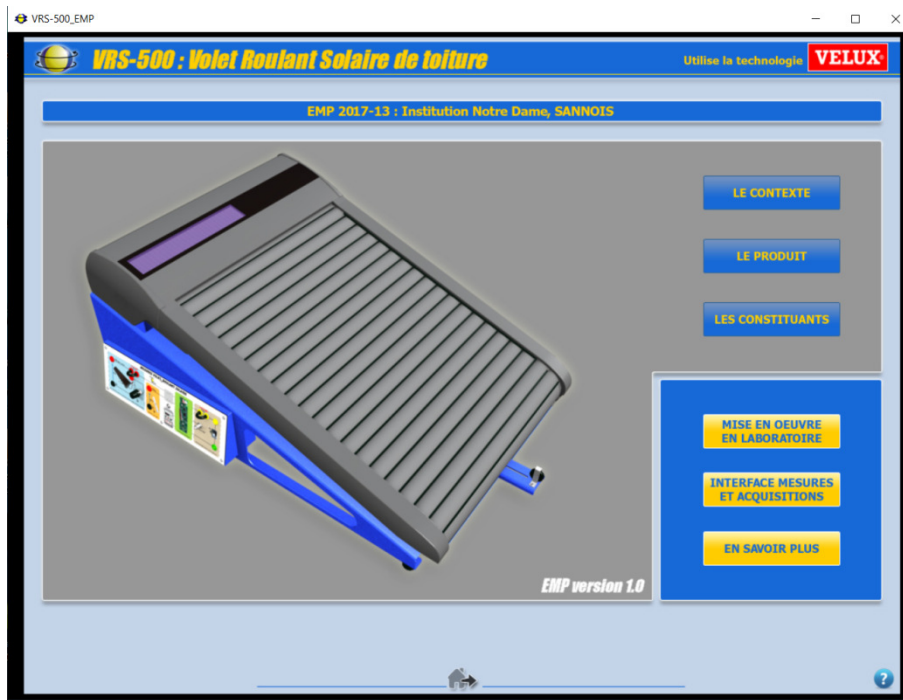 VRS-500_EMP
VRS-500 : Volet Roulant Solaire de toiture
Utilise la technologie VELUX
EMP 2017-13 : Institution Notre Dame, SANNOIS
LE CONTEXTE
LE PRODUIT
LES CONSTITUANTS
MISE EN OEUVRE
EN LABORATOIRE
INTERFACE MESURES
ET ACQUISITIONS
EN SAVOIR PLUS
EMP version 1.0
?